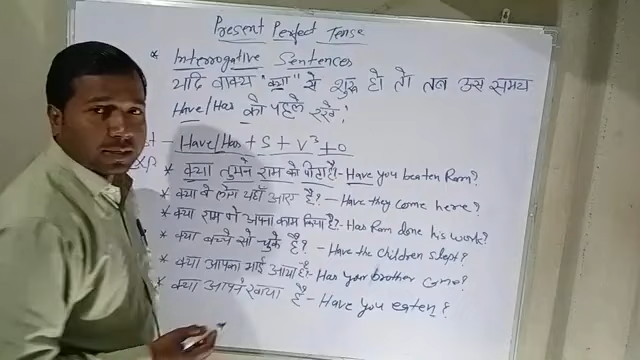 Present Perfect Tense
* Interrogative Sentences
यदि वाक्य "क्या" से शुरू हो तो तब उस समय
Have/Has को पहले रखेंगे।
Have/Has + S + V³ + O
* क्या तुमने राम को पीटा है? - Have you beaten Ram?
* क्या वे लोग यहाँ आए हैं? - Have they come here?
* क्या राम ने अपना काम किया है? - Has Ram done his work?
* क्या बच्चे सो चुके हैं? - Have the children slept?
* क्या आपका भाई आया है? - Has your brother come?
* क्या आपने खाया है - Have you eaten?